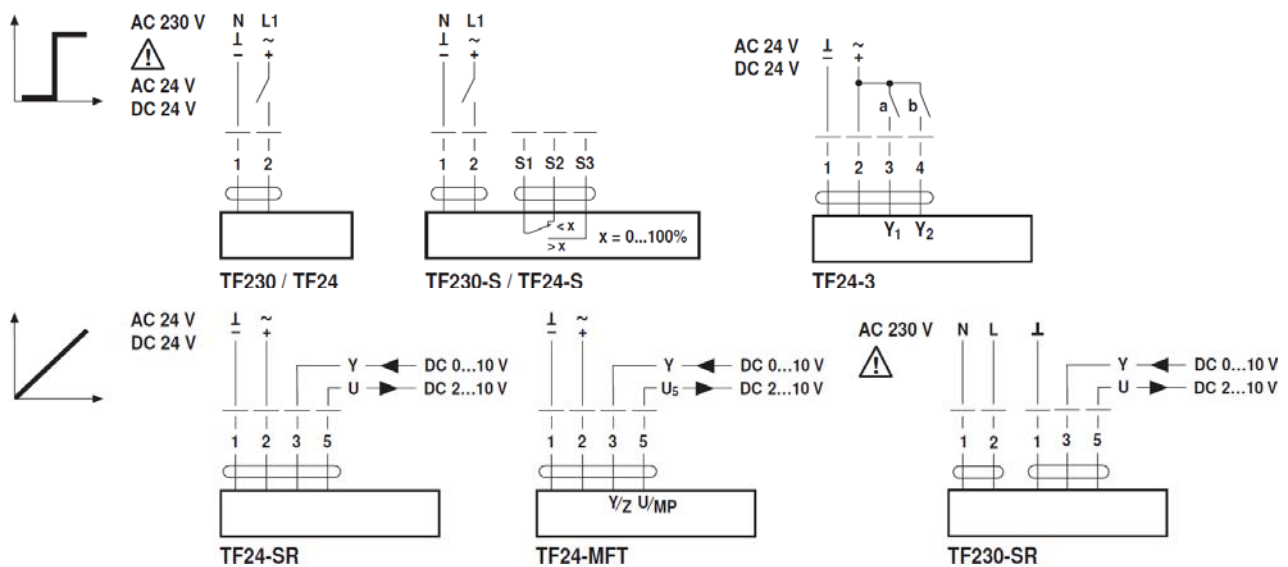 AC 230 V N L1
⊥ ~
− +
AC 24 V
DC 24 V
1 2
TF230 / TF24
N L1
⊥ ~
− +
1 2 S1 S2 S3
< x
> x
x = 0...100%
TF230-S / TF24-S
AC 24 V ⊥ ~
DC 24 V − +
a b
1 2 3 4
Y1 Y2
TF24-3
AC 24 V ⊥ ~
DC 24 V − +
Y DC 0...10 V
U DC 2...10 V
1 2 3 5
TF24-SR
⊥ ~
− +
Y DC 0...10 V
U5 DC 2...10 V
1 2 3 5
Y/Z U/MP
TF24-MFT
AC 230 V N L ⊥
Y DC 0...10 V
U DC 2...10 V
1 2 1 3 5
TF230-SR